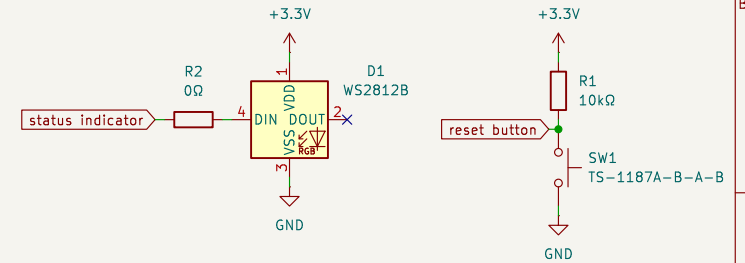 +3.3V
R2
0Ω
status indicator
4
1
VDD
DIN
DOUT
VSS
RGB
2
3
D1
WS2812B
GND
+3.3V
R1
10kΩ
reset button
SW1
TS-1187A-B-A-B
GND